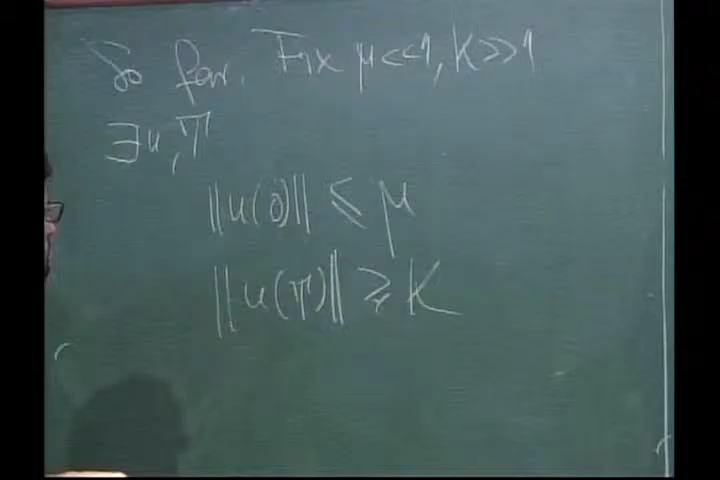 So far. Fix μ<<1, K>>1
∃u, T
||u(0)|| ≤ μ
||u(T)|| ≥ K